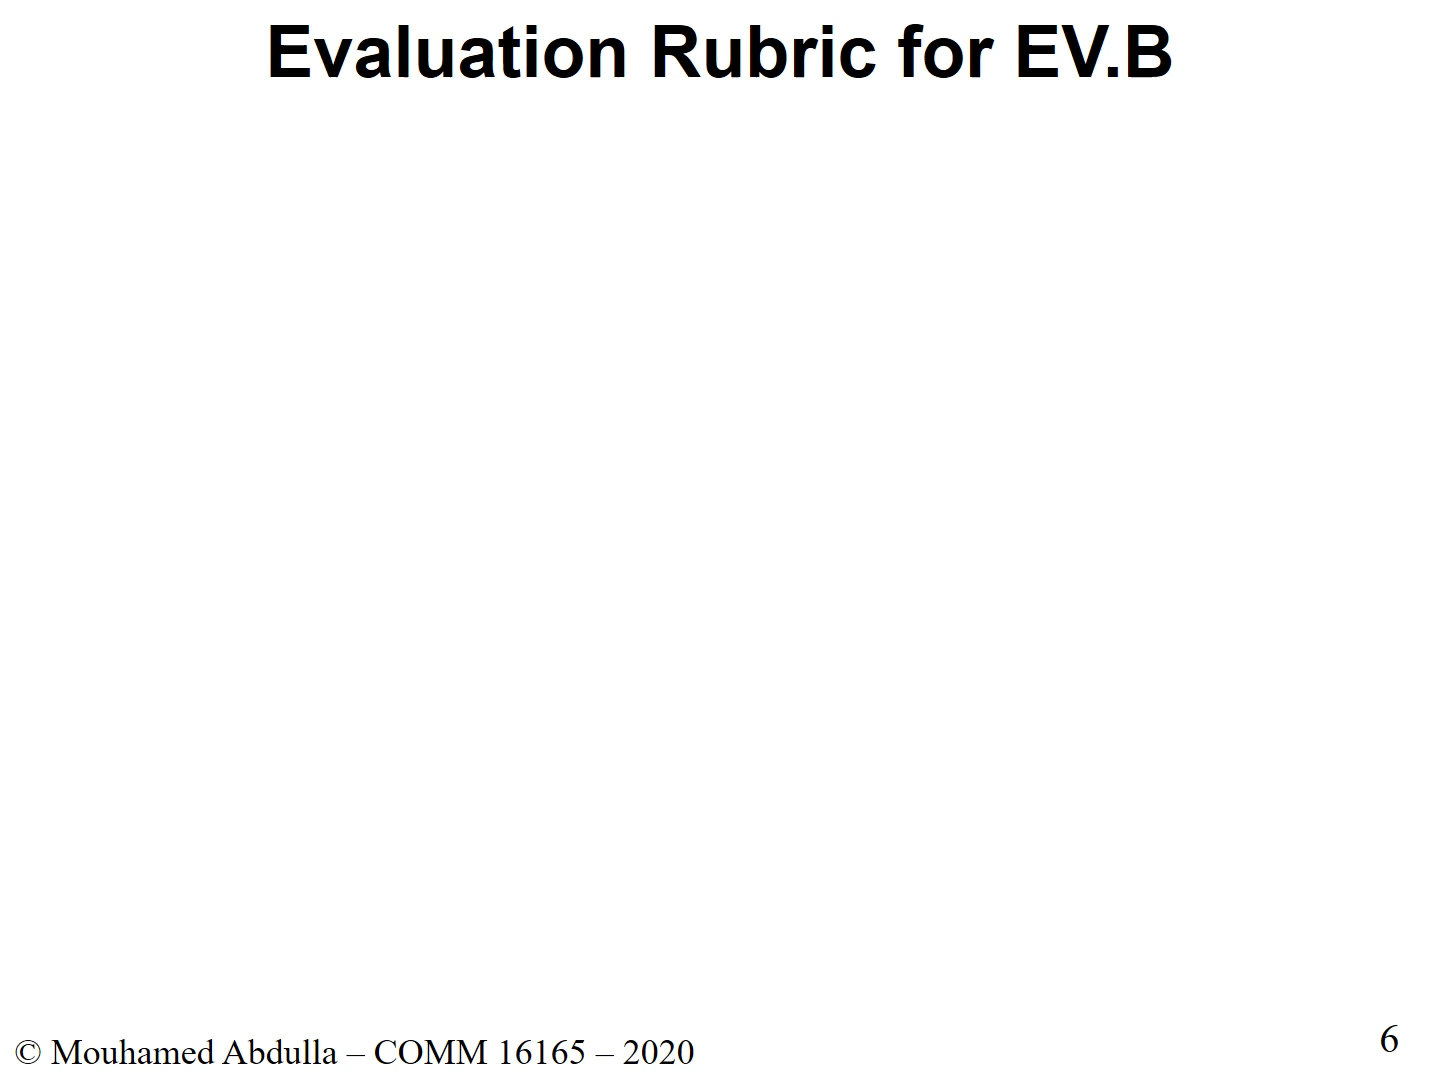 Evaluation Rubric for EV.B
© Mouhamed Abdulla – COMM 16165 – 2020
6